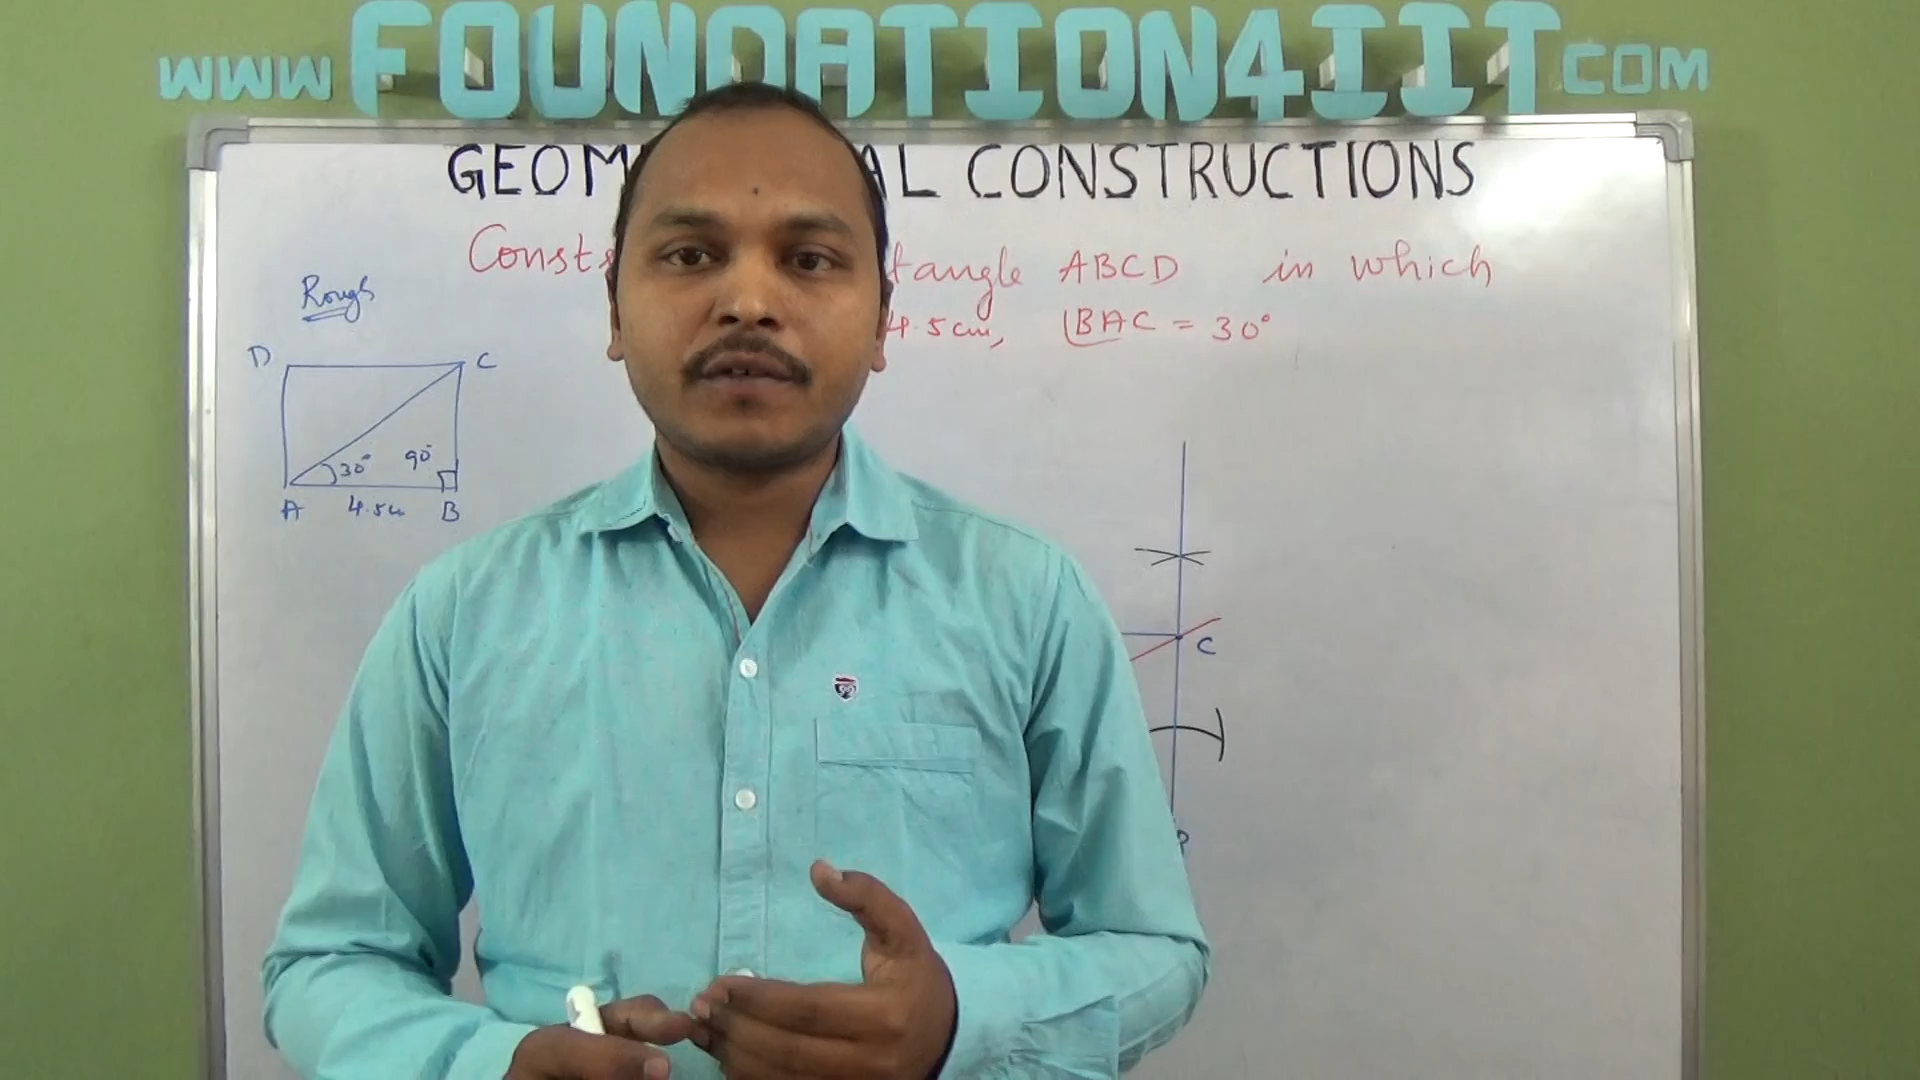 WWW FOUNDATION4IIT COM
GEOM AL CONSTRUCTIONS
Const tangle ABCD in which
4.5cm, ∠BAC = 30°
Rough
D C
30° 90°
A 4.5cm B
99
C
B